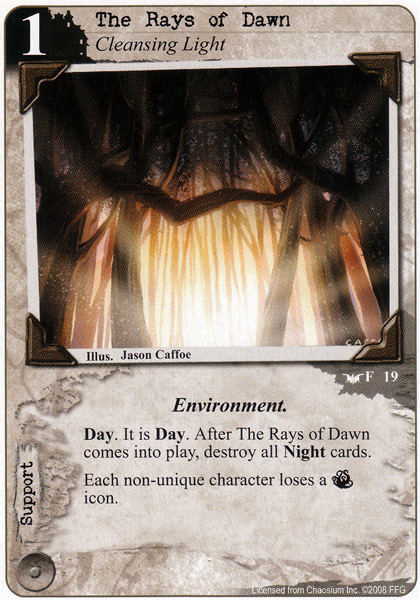 1
The Rays of Dawn
Cleansing Light
Illus. Jason Caffoe
F 19
Environment.
Day. It is Day. After The Rays of Dawn
comes into play, destroy all Night cards.
Each non-unique character loses a
icon.
Support
Licensed from Chaosium Inc. ©2008 FFG